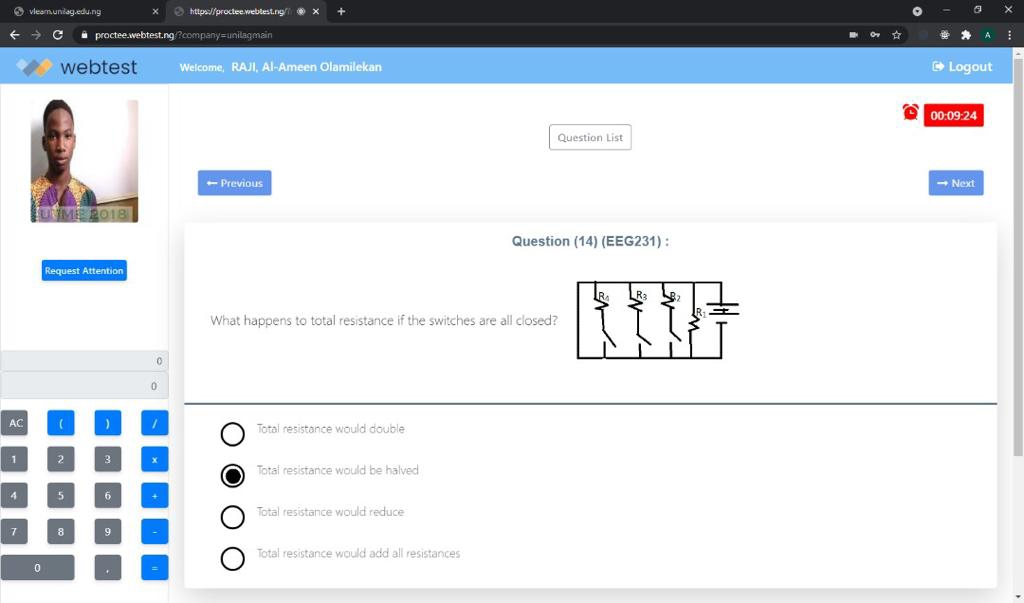 vlearn.unilag.edu.ng
https://proctee.webtest.ng/
proctee.webtest.ng/?company=unilagmain
A
webtest
Welcome, RAJI, Al-Ameen Olamilekan
Logout
00:09:24
Question List
← Previous
→ Next
UTME 2018
Request Attention
Question (14) (EEG231) :
What happens to total resistance if the switches are all closed?
R4 R3 R2 R1
Total resistance would double
Total resistance would be halved
Total resistance would reduce
Total resistance would add all resistances
0
0
AC ( ) /
1 2 3 x
4 5 6 +
7 8 9 -
0 . =